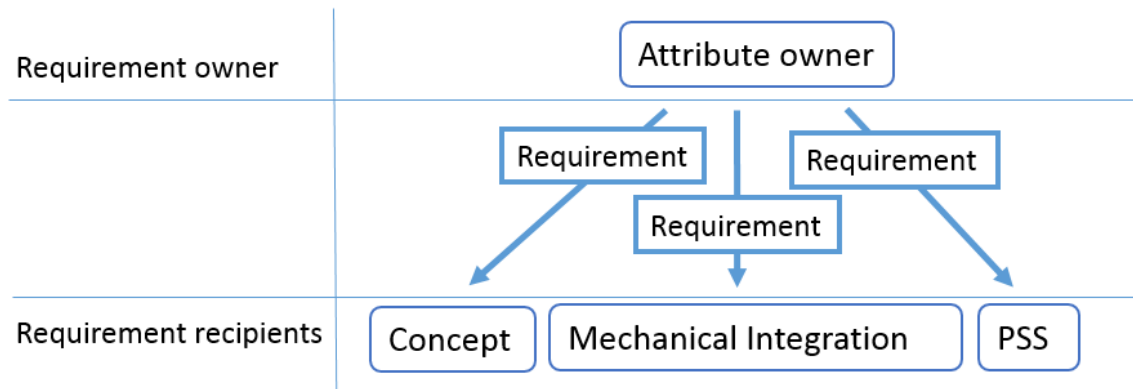 Requirement owner
Attribute owner
Requirement
Requirement
Requirement
Requirement recipients
Concept
Mechanical Integration
PSS